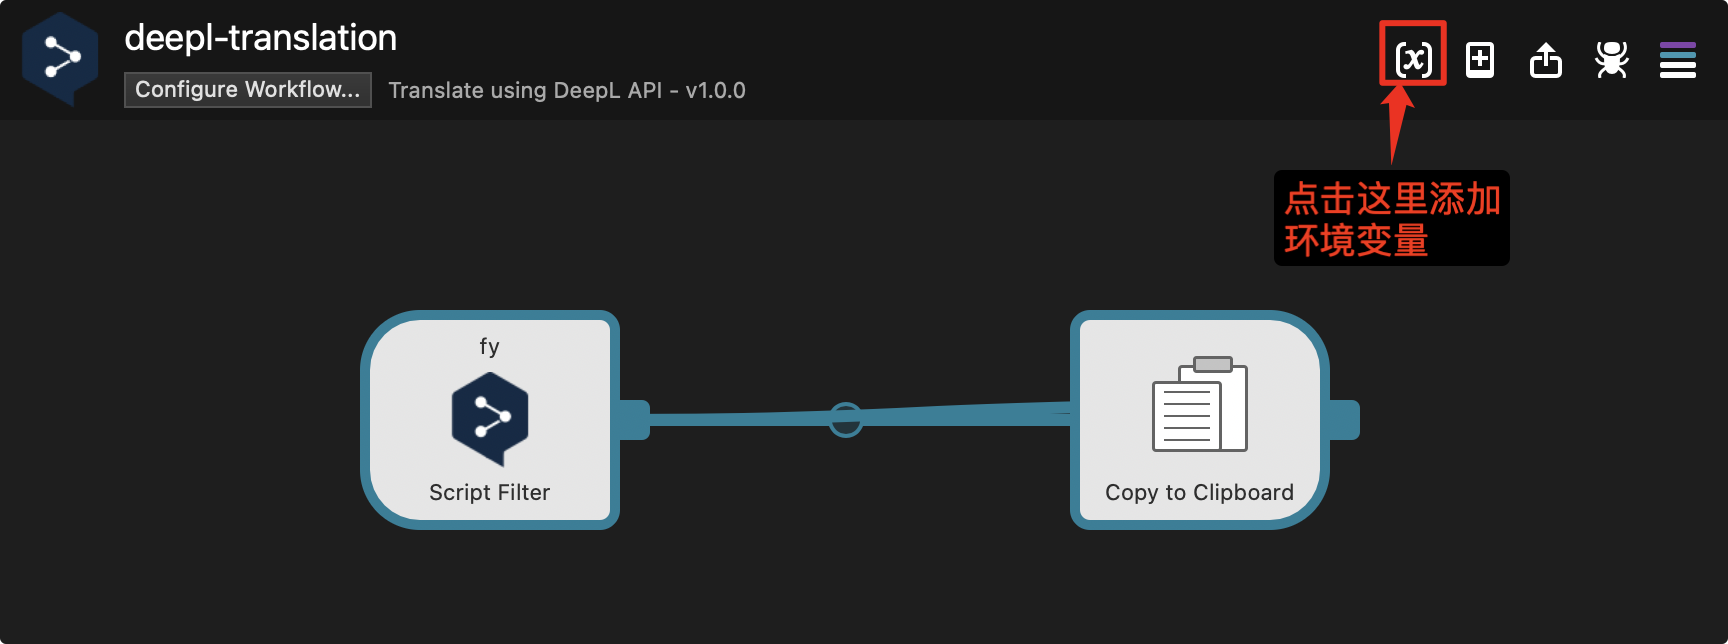 deepl-translation
Configure Workflow...
Translate using DeepL API - v1.0.0
点击这里添加
环境变量
fy
Script Filter
Copy to Clipboard